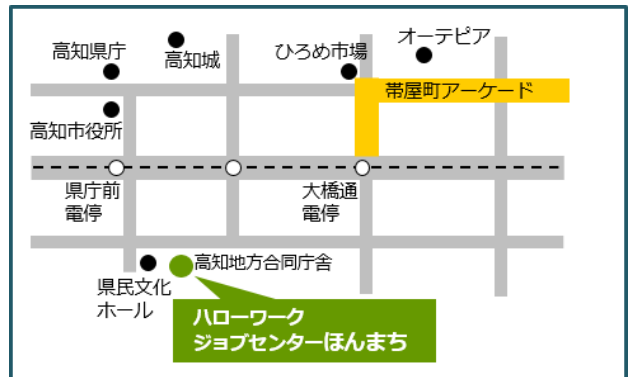 高知県庁
高知城
ひろめ市場
オーテピア
帯屋町アーケード
高知市役所
県庁前
電停
大橋通
電停
高知地方合同庁舎
県民文化
ホール
ハローワーク
ジョブセンターほんまち